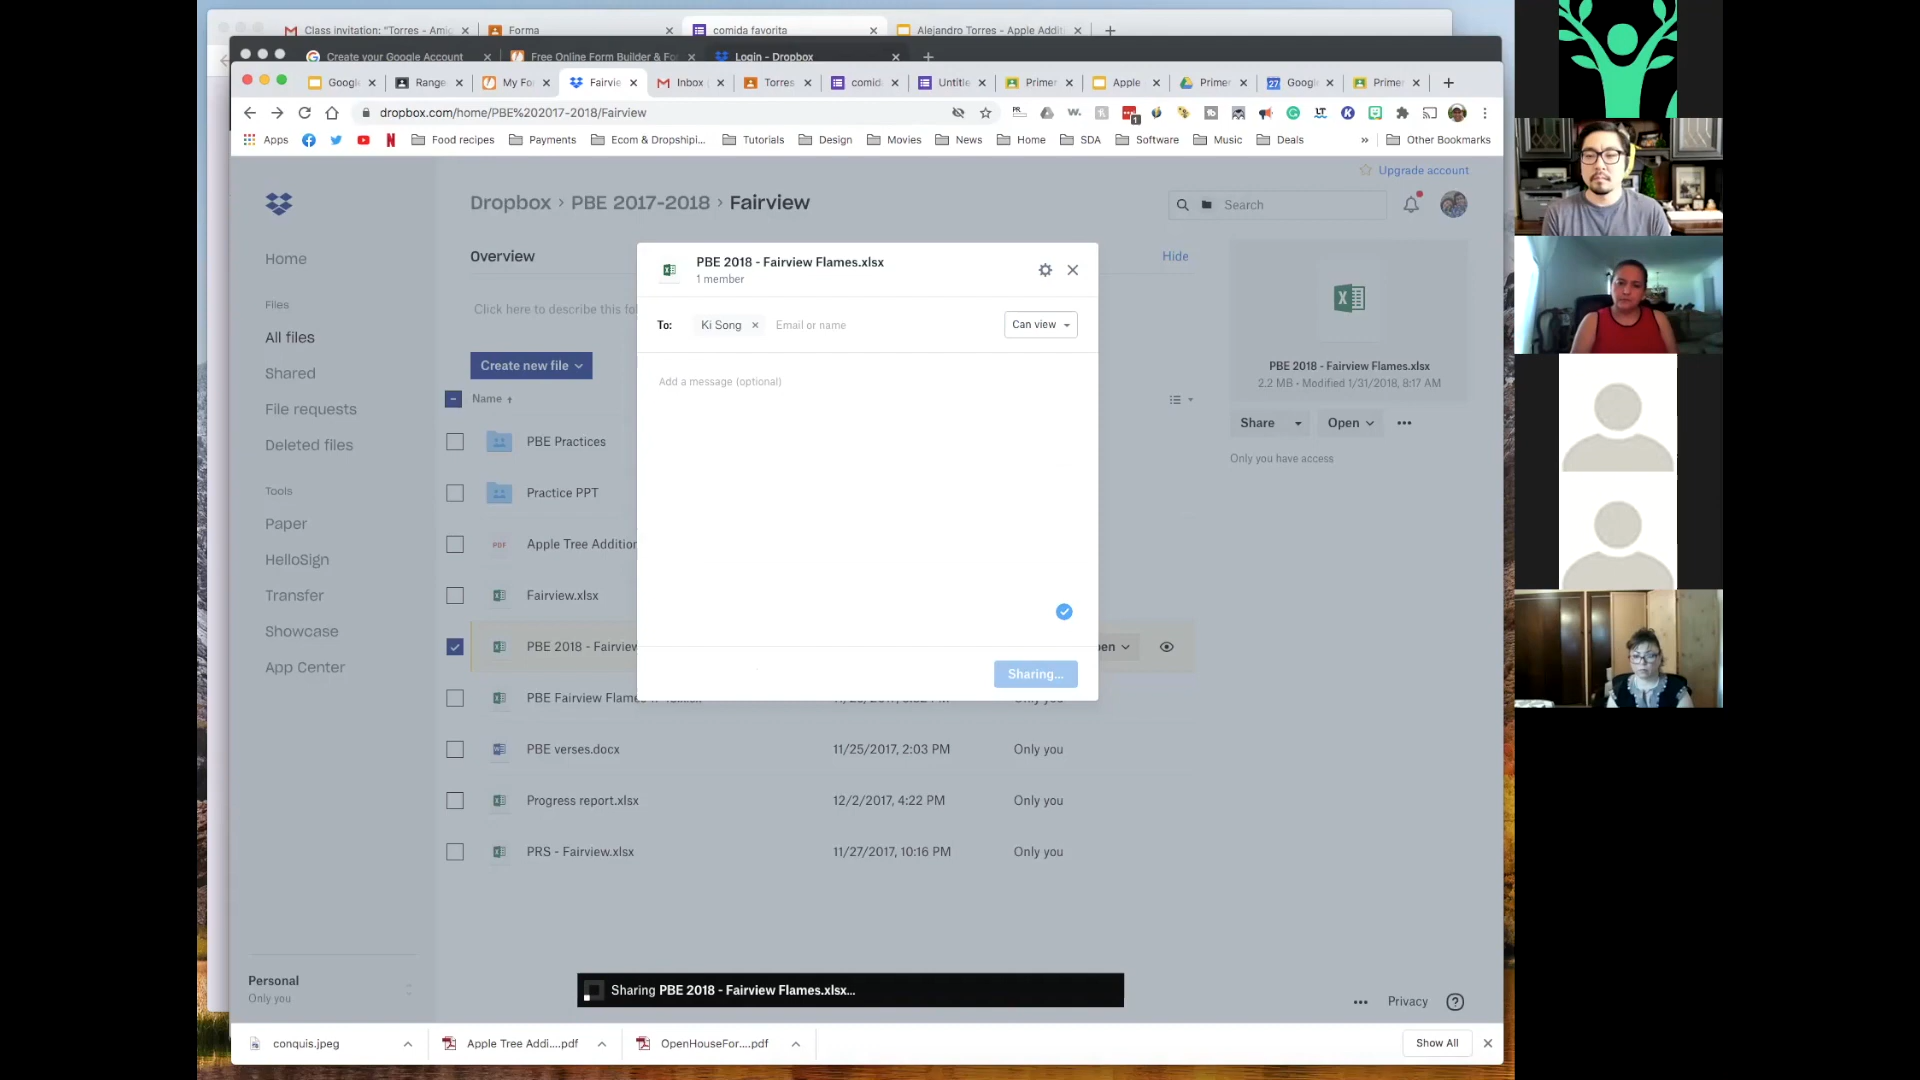 Class invitation: "Torres - Ami
Forma
comida favorita
Alejandro Torres - Apple Additi
Create your Google Account
Free Online Form Builder & Fo
Login - Dropbox
Google
Range
My Fo
Fairvie
Inbox
Torres
comid
Untitle
Primer
Apple
Primer
Googl
Primer
dropbox.com/home/PBE%202017-2018/Fairview
Apps
Food recipes
Payments
Ecom & Dropshipi...
Tutorials
Design
Movies
News
Home
SDA
Software
Music
Deals
»
Other Bookmarks
Upgrade account
Dropbox › PBE 2017-2018 › Fairview
Search
Home
Files
All files
Shared
File requests
Deleted files
Tools
Paper
HelloSign
Transfer
Showcase
App Center
Personal
Only you
Overview
Hide
Click here to describe this fol
Create new file
Name ↑
PBE Practices
Practice PPT
PDF
Apple Tree Addition
Fairview.xlsx
PBE 2018 - Fairview
pen
PBE Fairview Flame
Only you
PBE verses.docx
11/25/2017, 2:03 PM
Only you
Progress report.xlsx
12/2/2017, 4:22 PM
Only you
PRS - Fairview.xlsx
11/27/2017, 10:16 PM
Only you
PBE 2018 - Fairview Flames.xlsx
1 member
To:
Ki Song ×
Email or name
Can view
Add a message (optional)
Sharing...
PBE 2018 - Fairview Flames.xlsx
2.2 MB • Modified 1/31/2018, 8:17 AM
Share
Open
Only you have access
Sharing PBE 2018 - Fairview Flames.xlsx...
Privacy
conquis.jpeg
Apple Tree Addi....pdf
OpenHouseFor....pdf
Show All